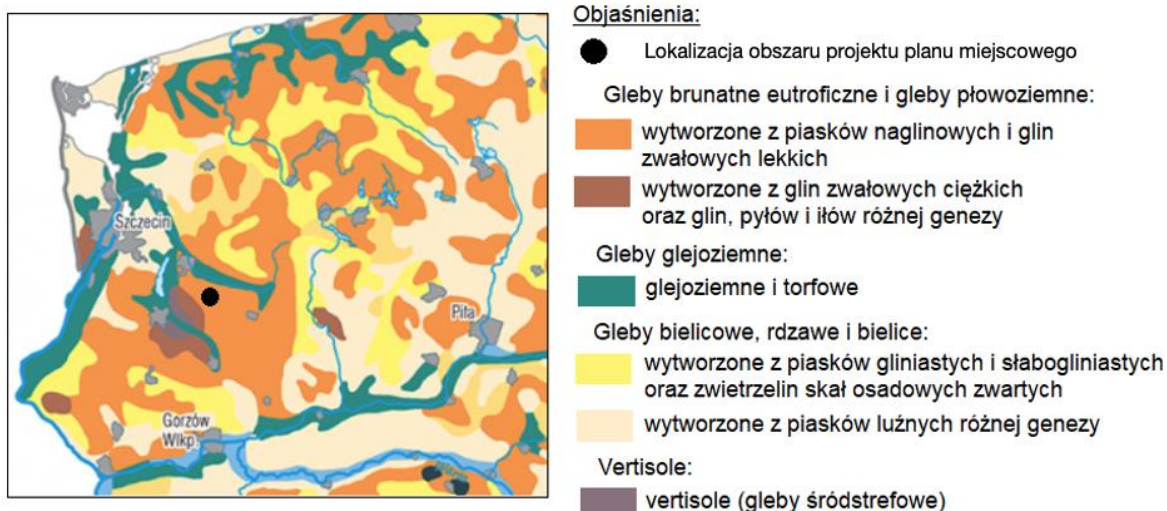 Objaśnienia:
Lokalizacja obszaru projektu planu miejscowego
Gleby brunatne eutroficzne i gleby płowoziemne:
wytworzone z piasków naglinowych i glin
zwałowych lekkich
wytworzone z glin zwałowych ciężkich
oraz glin, pyłów i iłów różnej genezy
Gleby glejoziemne:
glejoziemne i torfowe
Gleby bielicowe, rdzawe i bielice:
wytworzone z piasków gliniastych i słabogliniastych
oraz zwietrzelin skał osadowych zwartych
wytworzone z piasków luźnych różnej genezy
Vertisole:
vertisole (gleby śródstrefowe)
Szczecin
Piła
Gorzów
Wlkp.